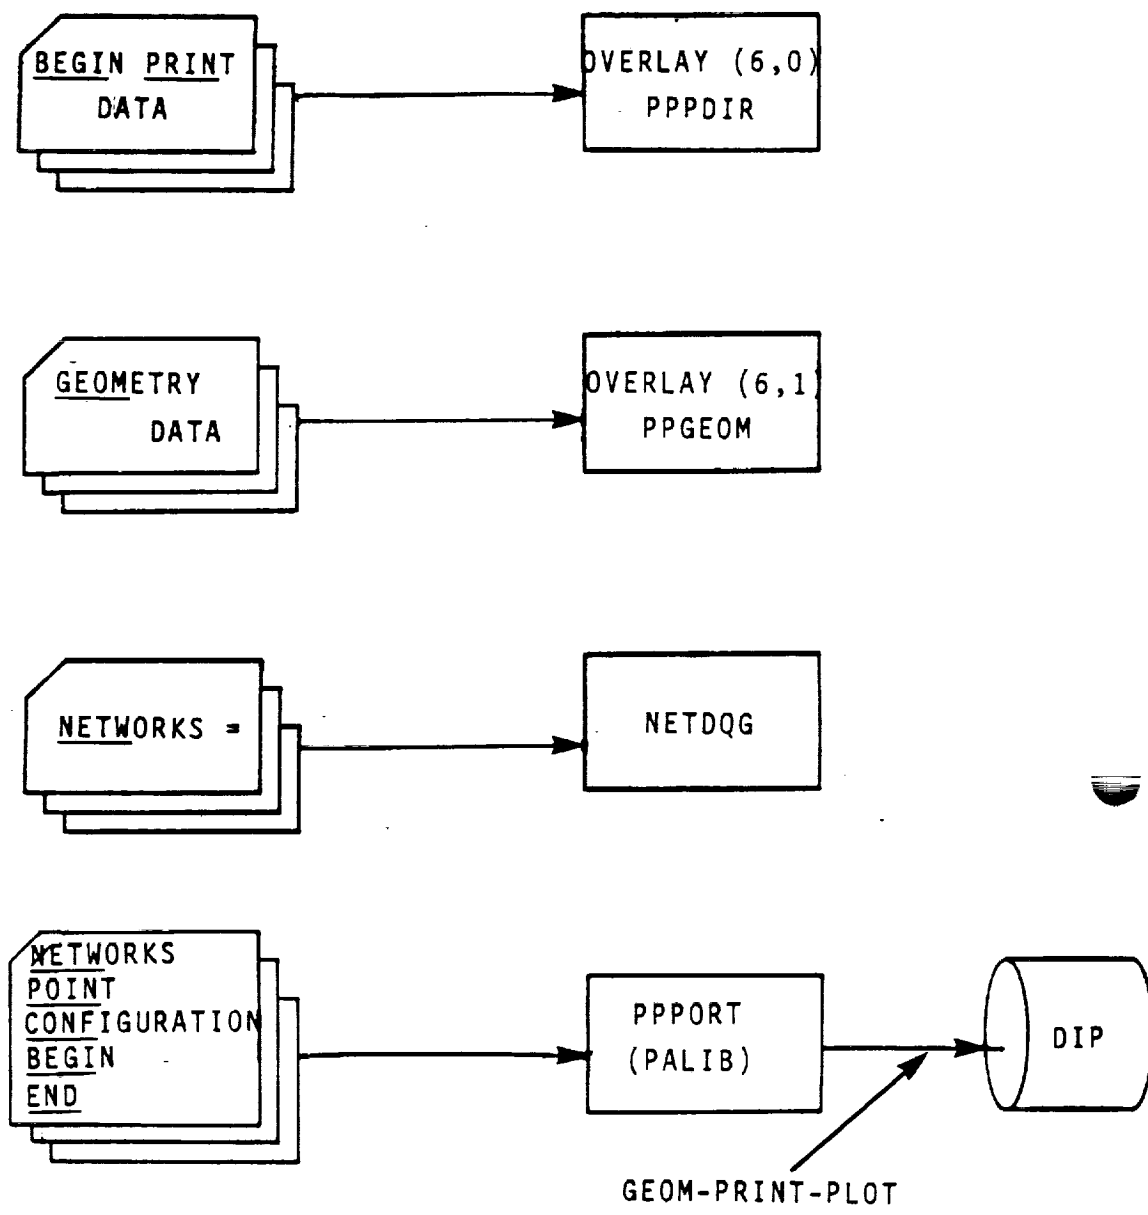 BEGIN PRINT
DATA
OVERLAY (6,0)
PPPDIR
GEOMETRY
DATA
OVERLAY (6,1)
PPGEOM
NETWORKS =
NETDQG
NETWORKS
POINT
CONFIGURATION
BEGIN
END
PPPORT
(PALIB)
DIP
GEOM-PRINT-PLOT